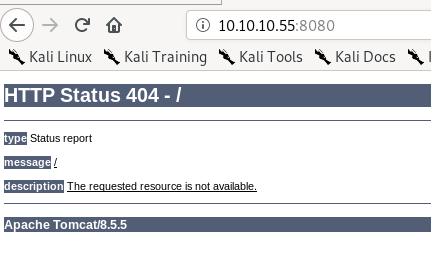 10.10.10.55:8080
Kali Linux Kali Training Kali Tools Kali Docs
HTTP Status 404 - /
type Status report
message /
description The requested resource is not available.
Apache Tomcat/8.5.5